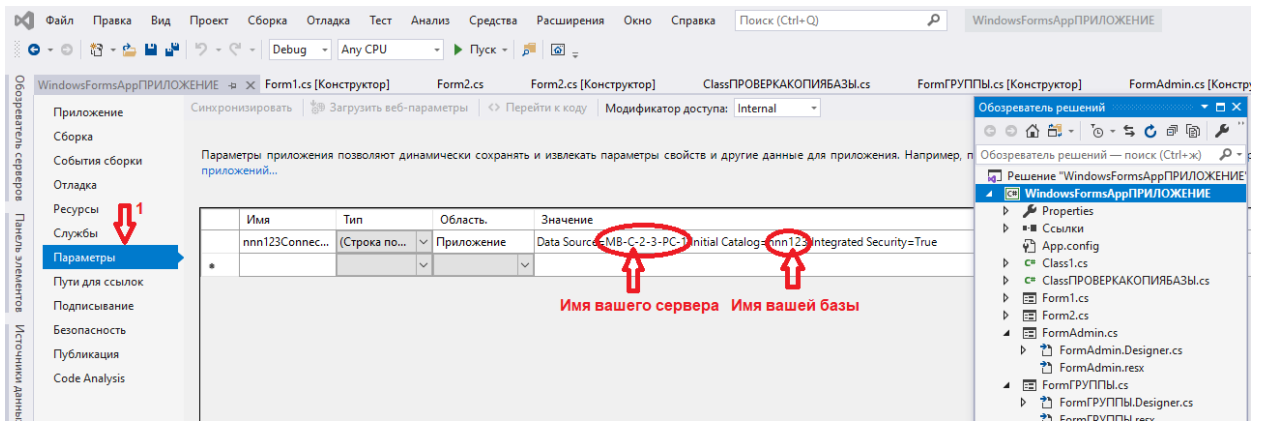 Файл Правка Вид Проект Сборка Отладка Тест Анализ Средства Расширения Окно Справка Поиск (Ctrl+Q) WindowsFormsAppПРИЛОЖЕНИЕ
Debug Any CPU Пуск
WindowsFormsAppПРИЛОЖЕНИЕ Form1.cs [Конструктор] Form2.cs Form2.cs [Конструктор] ClassПРОВЕРКАКОПИЯБАЗЫ.cs FormГРУППЫ.cs [Конструктор] FormAdmin.cs [Констр
Обозреватель серверов
Панель элементов
Источники данны
Приложение
Сборка
События сборки
Отладка
Ресурсы
Службы
Параметры
Пути для ссылок
Подписывание
Безопасность
Публикация
Code Analysis
1
Синхронизировать Загрузить веб-параметры Перейти к коду Модификатор доступа: Internal
Параметры приложения позволяют динамически сохранять и извлекать параметры свойств и другие данные для приложения. Например, п
приложений...
Имя Тип Область. Значение
nnn123Connec... (Строка по... Приложение Data Source=MB-C-2-3-PC-1;Initial Catalog=nnn123;Integrated Security=True
Имя вашего сервера Имя вашей базы
Обозреватель решений
Обозреватель решений — поиск (Ctrl+ж)
Решение "WindowsFormsAppПРИЛОЖЕНИЕ"
WindowsFormsAppПРИЛОЖЕНИЕ
Properties
Ссылки
App.config
Class1.cs
ClassПРОВЕРКАКОПИЯБАЗЫ.cs
Form1.cs
Form2.cs
FormAdmin.cs
FormAdmin.Designer.cs
FormAdmin.resx
FormГРУППЫ.cs
FormГРУППЫ.Designer.cs
FormГРУППЫ.resx